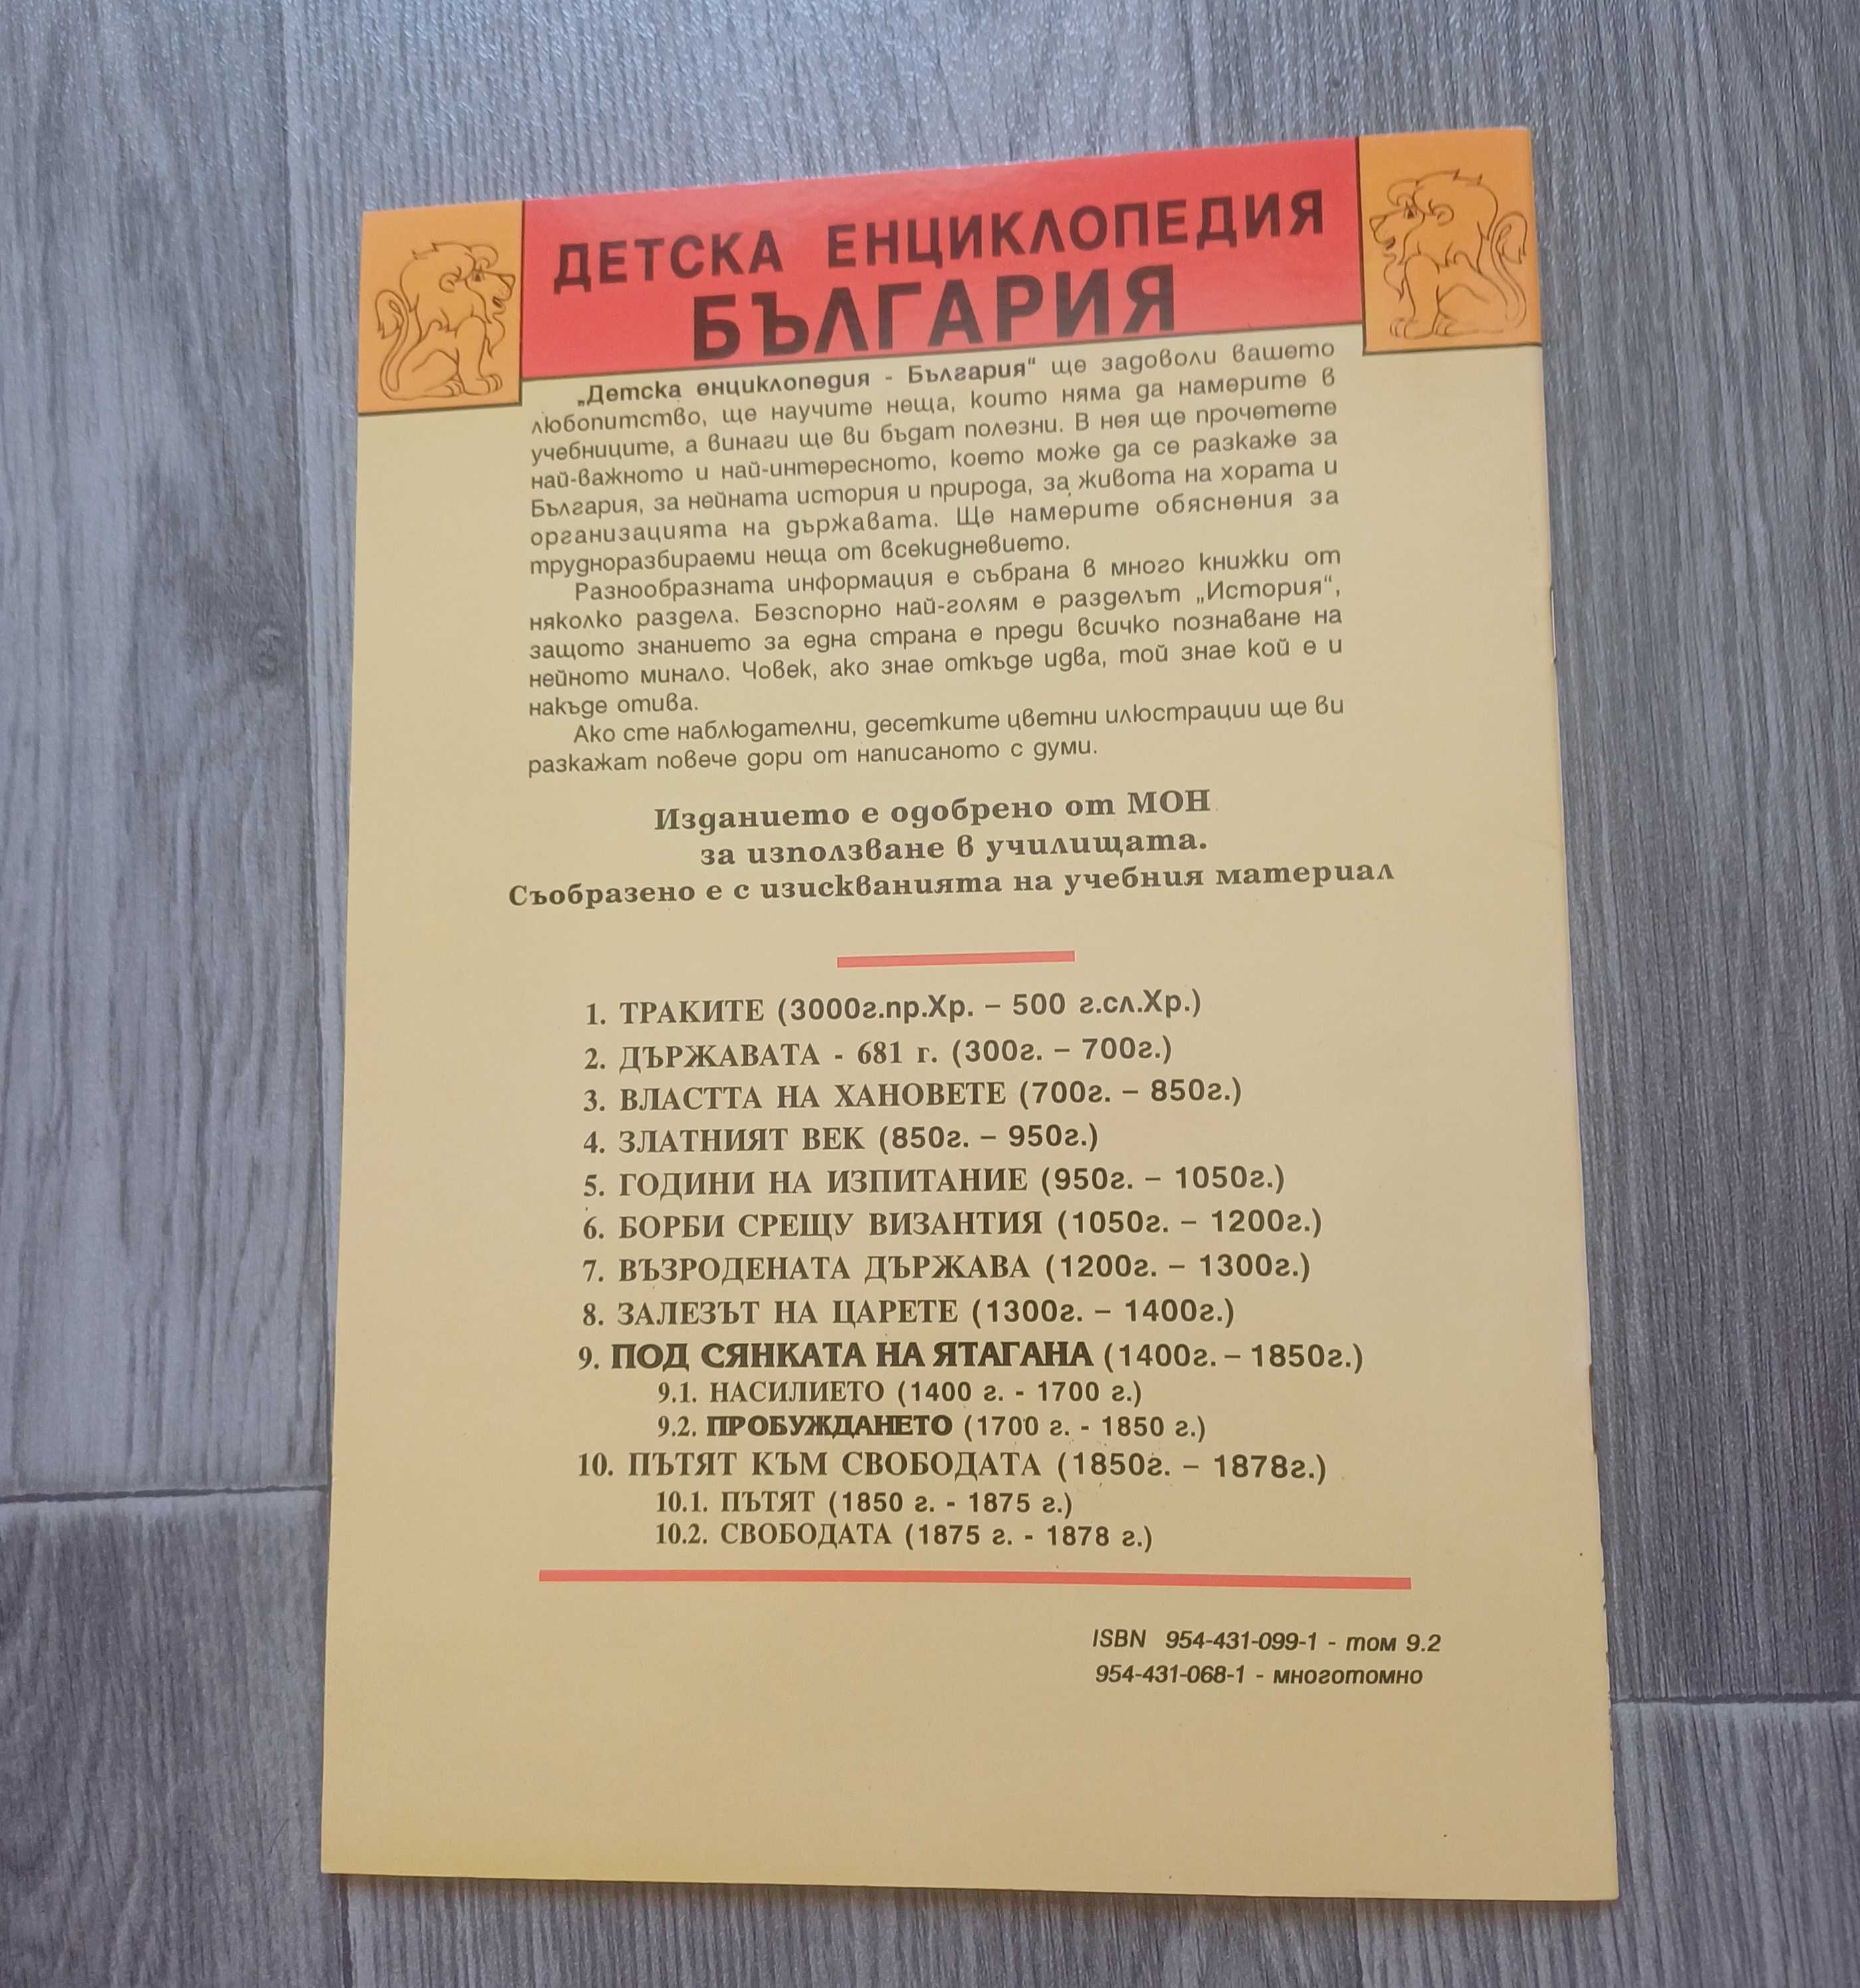 ДЕТСКА ЕНЦИКЛОПЕДИЯ
БЪЛГАРИЯ
„Детска енциклопедия - България“ ще задоволи вашето
любопитство, ще научите неща, които няма да намерите в
учебниците, а винаги ще ви бъдат полезни. В нея ще прочетете
най-важното и най-интересното, което може да се разкаже за
България, за нейната история и природа, за живота на хората и
организацията на държавата. Ще намерите обяснения за
трудноразбираеми неща от всекидневието.
Разнообразната информация е събрана в много книжки от
няколко раздела. Безспорно най-голям е разделът „История“,
защото знанието за една страна е преди всичко познаване на
нейното минало. Човек, ако знае откъде идва, той знае кой е и
накъде отива.
Ако сте наблюдателни, десетките цветни илюстрации ще ви
разкажат повече дори от написаното с думи.
Изданието е одобрено от МОН
за използване в училищата.
Съобразено е с изискванията на учебния материал
1. ТРАКИТЕ (3000г.пр.Хр. – 500 г.сл.Хр.)
2. ДЪРЖАВАТА - 681 г. (300г. – 700г.)
3. ВЛАСТТА НА ХАНОВЕТЕ (700г. – 850г.)
4. ЗЛАТНИЯТ ВЕК (850г. – 950г.)
5. ГОДИНИ НА ИЗПИТАНИЕ (950г. – 1050г.)
6. БОРБИ СРЕЩУ ВИЗАНТИЯ (1050г. – 1200г.)
7. ВЪЗРОДЕНАТА ДЪРЖАВА (1200г. – 1300г.)
8. ЗАЛЕЗЪТ НА ЦАРЕТЕ (1300г. – 1400г.)
9. ПОД СЯНКАТА НА ЯТАГАНА (1400г. – 1850г.)
9.1. НАСИЛИЕТО (1400 г. - 1700 г.)
9.2. ПРОБУЖДАНЕТО (1700 г. - 1850 г.)
10. ПЪТЯТ КЪМ СВОБОДАТА (1850г. – 1878г.)
10.1. ПЪТЯТ (1850 г. - 1875 г.)
10.2. СВОБОДАТА (1875 г. - 1878 г.)
ISBN 954-431-099-1 - том 9.2
954-431-068-1 - многотомно